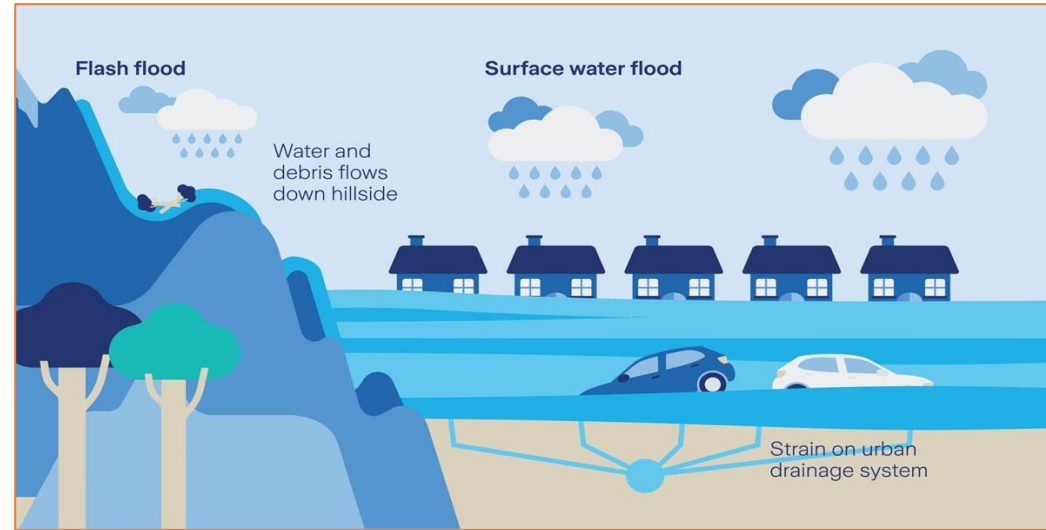 Flash flood
Surface water flood
Water and
debris flows
down hillside
Strain on urban
drainage system